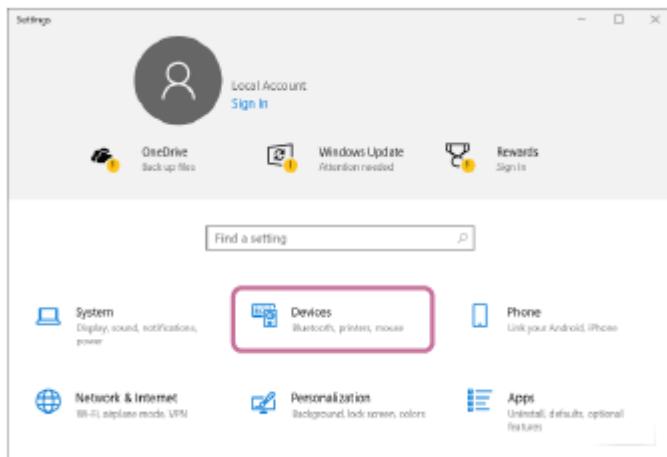 Settings
Local Account
Sign In
OneDrive
Back up files
Windows Update
Attention needed
Rewards
Sign In
Find a setting
System
Display, sound, notifications,
power
Devices
Bluetooth, printers, mouse
Phone
Link your Android, iPhone
Network & Internet
Wi-Fi, airplane mode, VPN
Personalization
Background, lock screen, colors
Apps
Uninstall, defaults, optional
features